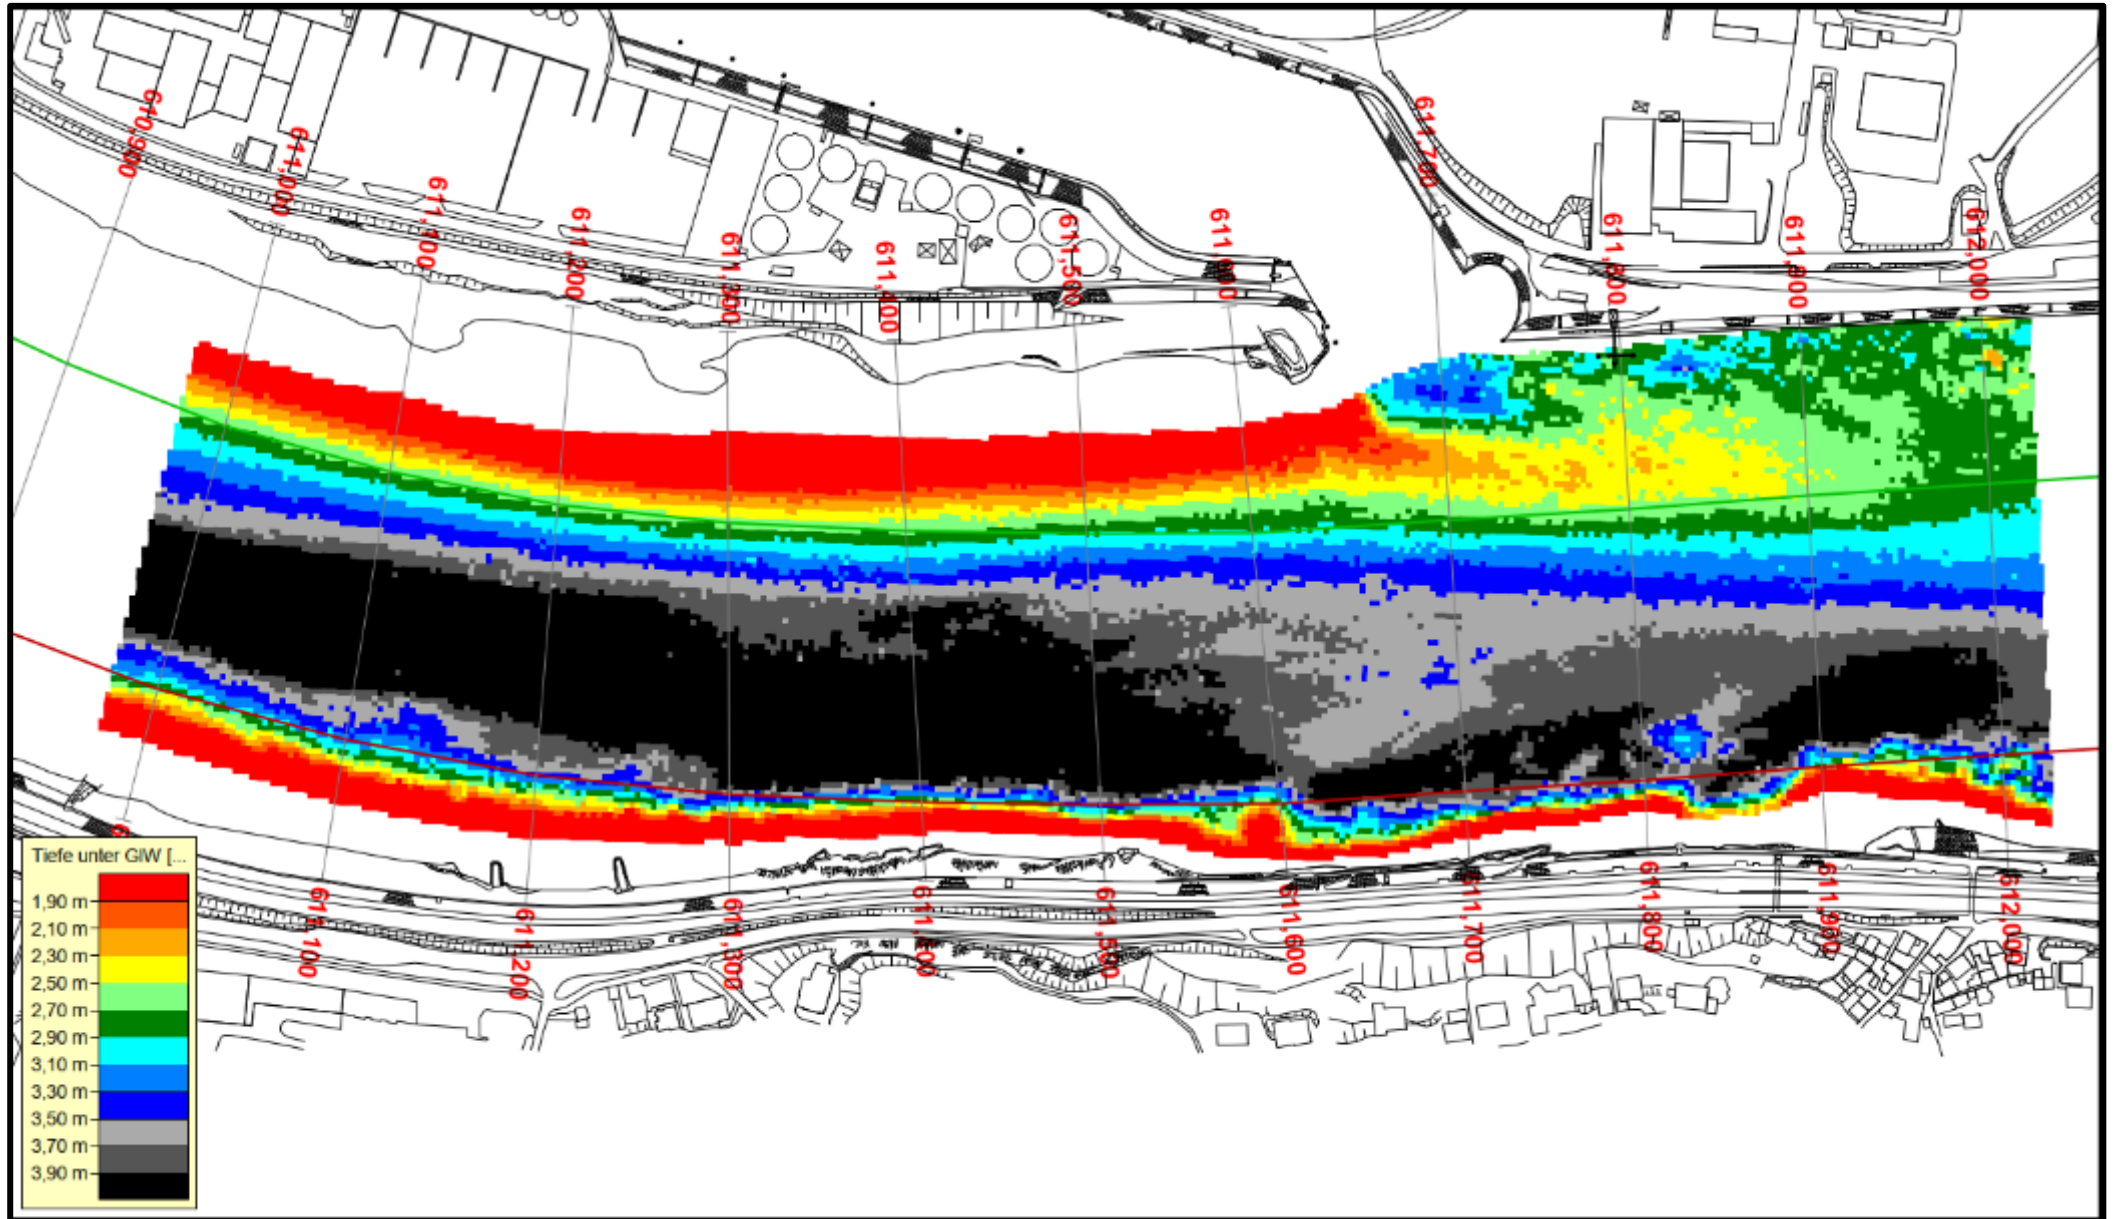 610,900
611,000
611,100
611,200
611,300
611,400
611,500
611,600
611,700
611,800
611,900
612,000
Tiefe unter GlW [...
1,90 m
2,10 m
2,30 m
2,50 m
2,70 m
2,90 m
3,10 m
3,30 m
3,50 m
3,70 m
3,90 m
611,100
611,200
611,300
611,400
611,500
611,600
611,700
611,800
611,900
612,000